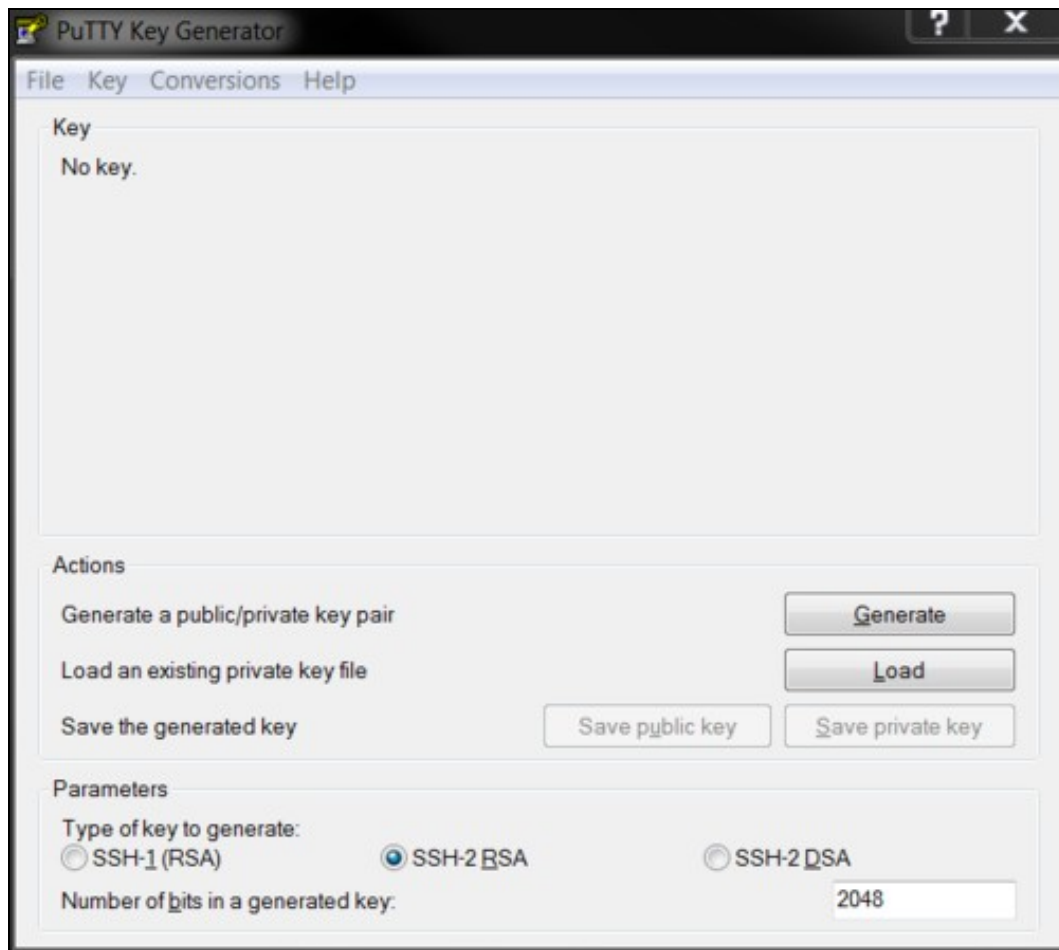 PuTTY Key Generator
? X
File Key Conversions Help
Key
No key.
Actions
Generate a public/private key pair Generate
Load an existing private key file Load
Save the generated key Save public key Save private key
Parameters
Type of key to generate:
SSH-1 (RSA) SSH-2 RSA SSH-2 DSA
Number of bits in a generated key: 2048